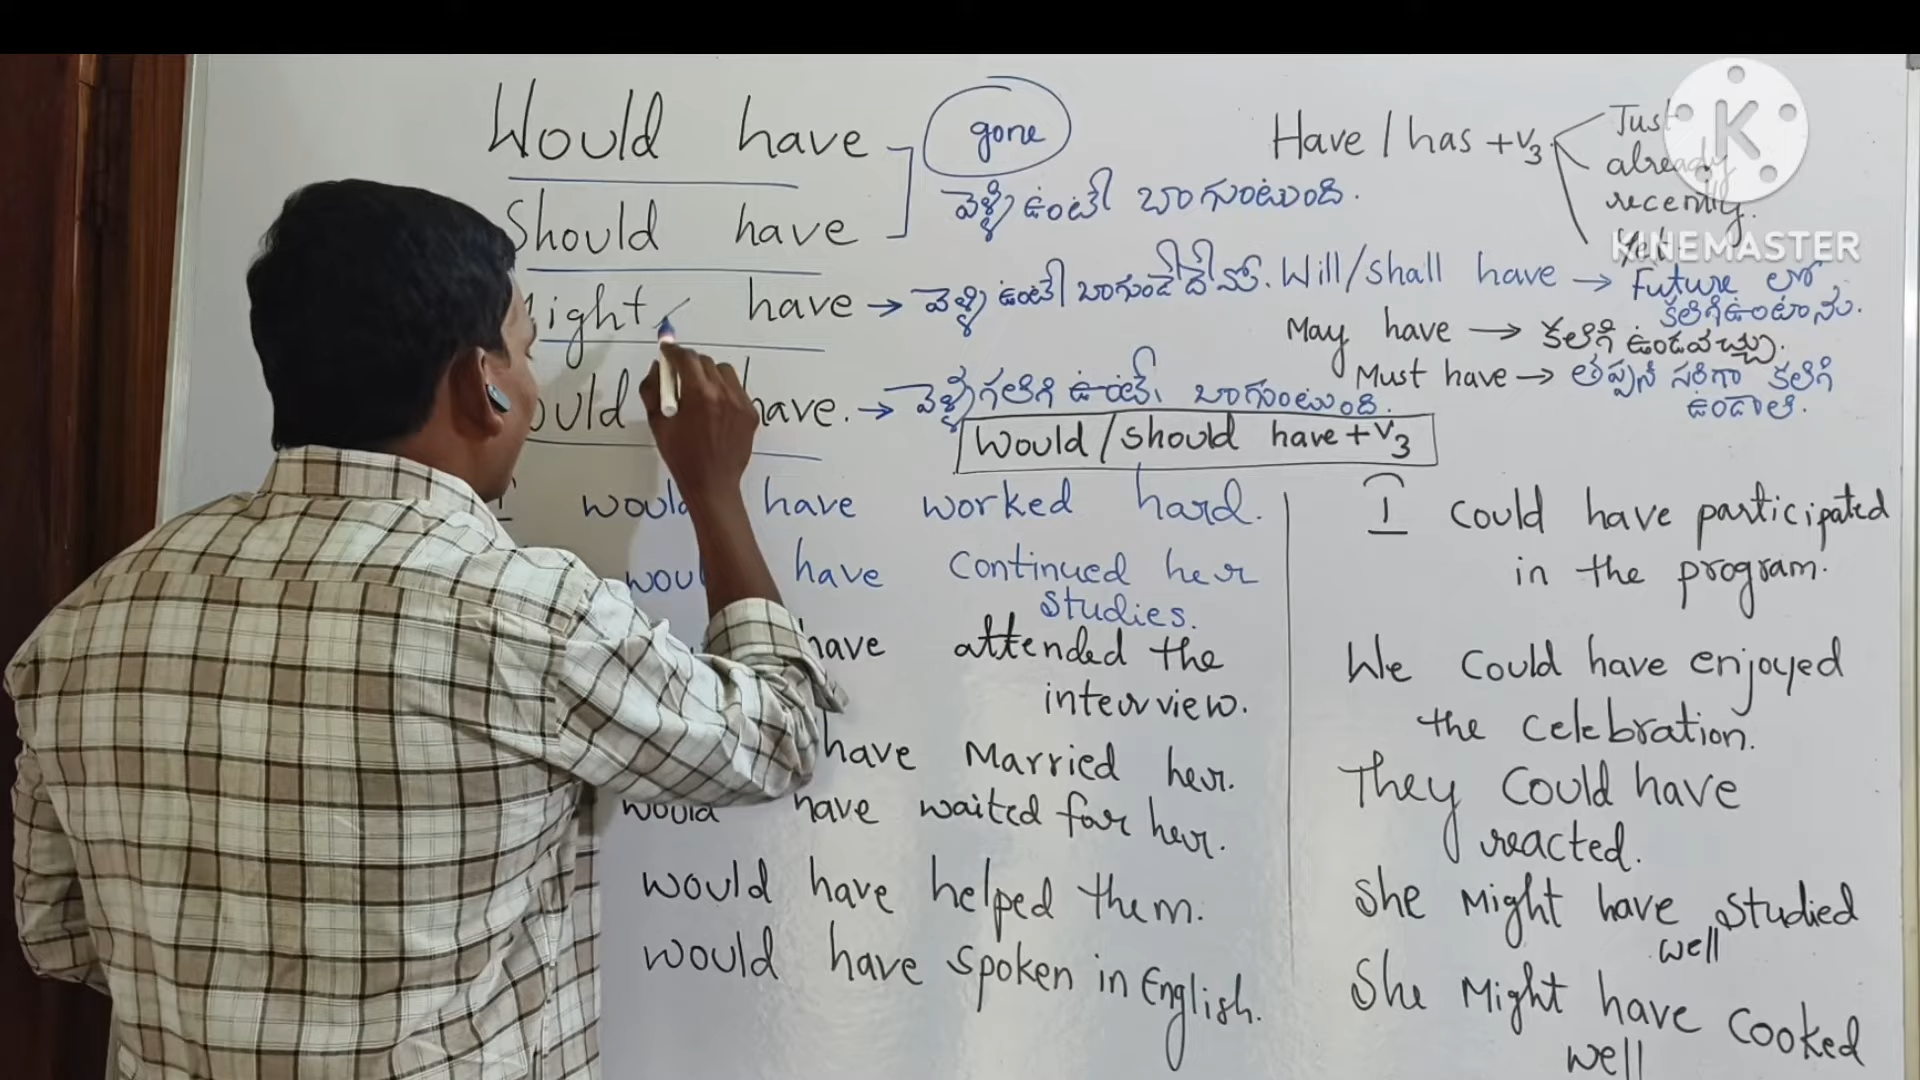 Would have
gone
Should have
వెళ్ళి ఉంటే బాగుంటుంది.
Have / has + v3
Just
already
recently.
Yet
KINEMASTER
might have → వెళ్ళి ఉంటే బాగుండేదేమో.
Will/shall have → Future లో
కలిగి ఉంటాను.
May have → కలిగి ఉండవచ్చు.
have. → వెళ్ళగలిగి ఉంటే, బాగుంటుంది.
Must have → తప్పని సరిగా కలిగి
ఉండాలి.
Would / should have + v3
I would have worked hard.
would have continued her
studies.
have attended the
interview.
have Married her.
would have waited for her.
would have helped them.
would have spoken in English.
I could have participated
in the program.
We could have enjoyed
the celebration.
They could have
reacted.
She Might have studied
well
She Might have cooked
well